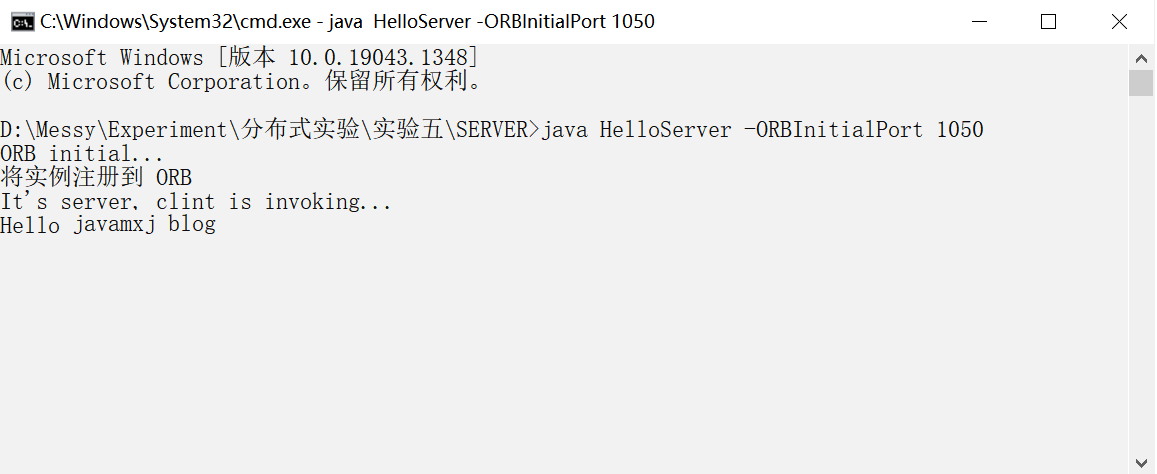 C:\Windows\System32\cmd.exe - java  HelloServer -ORBInitialPort 1050
Microsoft Windows [版本 10.0.19043.1348]
(c) Microsoft Corporation。保留所有权利。
D:\Messy\Experiment\分布式实验\实验五\SERVER>java HelloServer -ORBInitialPort 1050
ORB initial...
将实例注册到 ORB
It's server, clint is invoking...
Hello javamxj blog